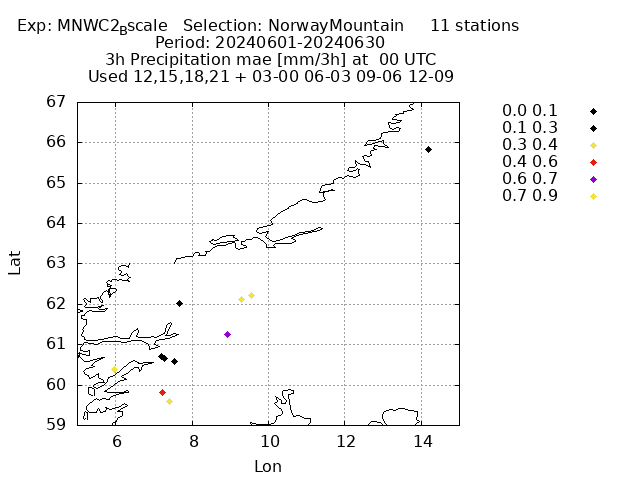 Exp: MNWC2Bscale Selection: NorwayMountain 11 stations
Period: 20240601-20240630
3h Precipitation mae [mm/3h] at 00 UTC
Used 12,15,18,21 + 03-00 06-03 09-06 12-09
67
66
65
64
63
62
61
60
59
6 8 10 12 14
Lat
Lon
0.0 0.1
0.1 0.3
0.3 0.4
0.4 0.6
0.6 0.7
0.7 0.9